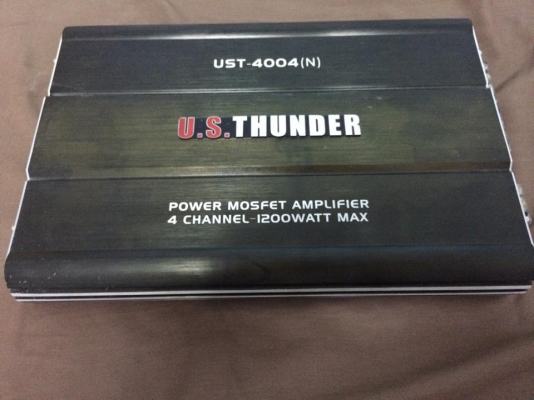 UST-4004(N)
U.S.THUNDER
POWER MOSFET AMPLIFIER
4 CHANNEL-1200WATT MAX